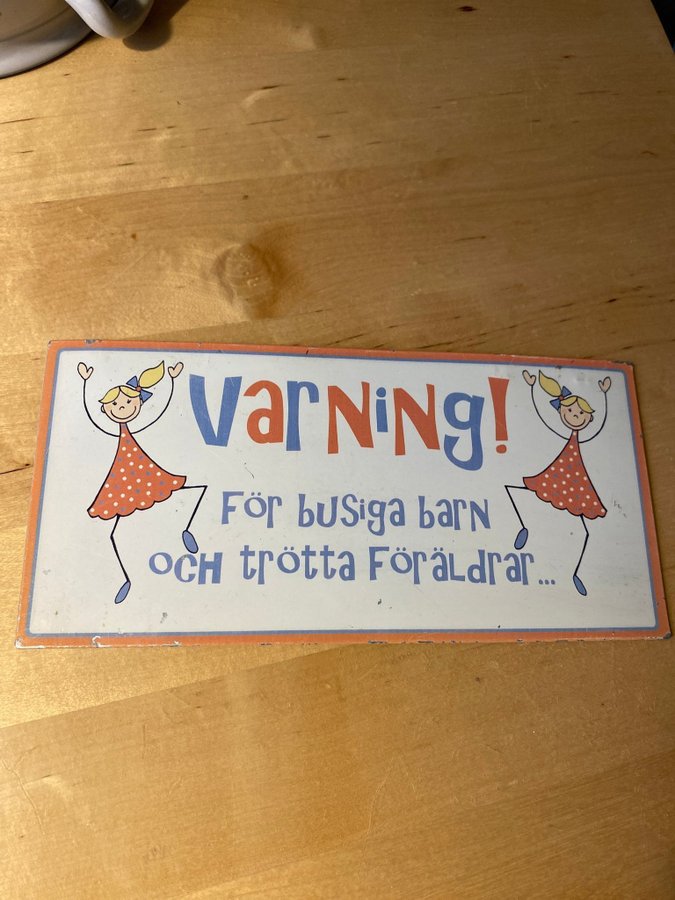 Varning!
För busiga barn
och trötta föräldrar...